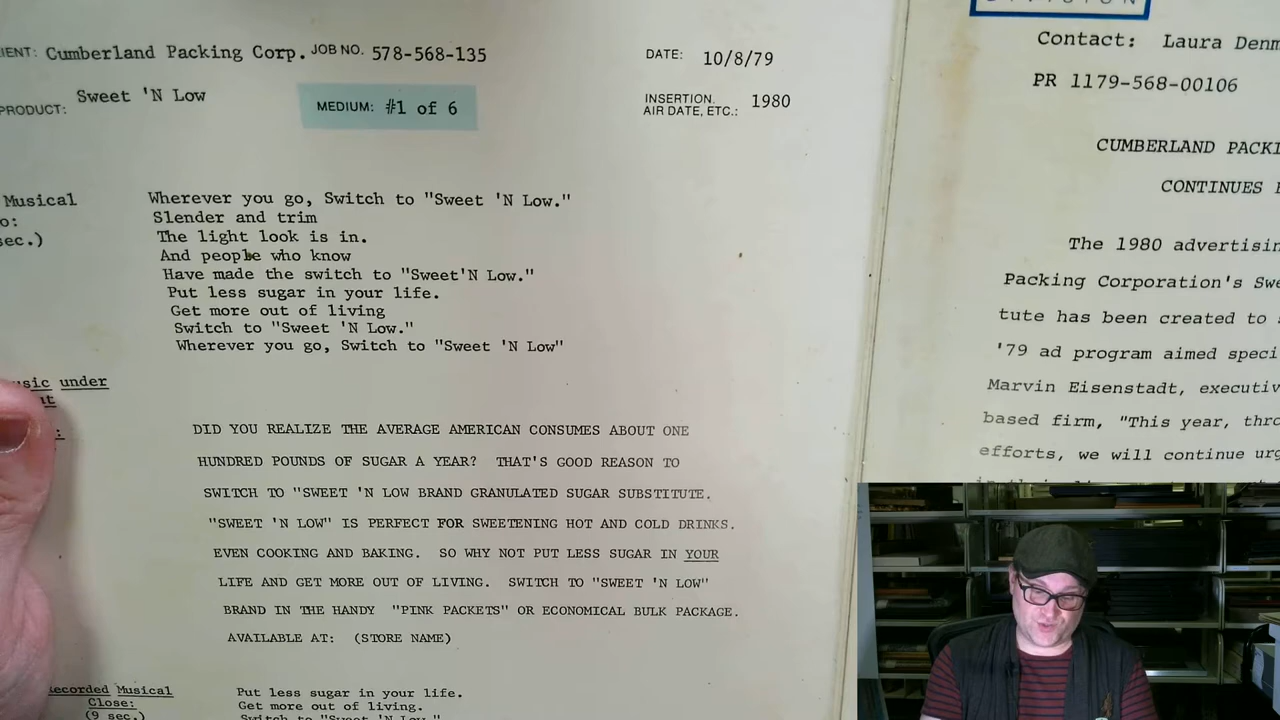 IENT: Cumberland Packing Corp. JOB NO. 578-568-135 DATE: 10/8/79
PRODUCT: Sweet 'N Low MEDIUM: #1 of 6 INSERTION, AIR DATE, ETC.: 1980
Musical
o:
sec.)
Wherever you go, Switch to "Sweet 'N Low."
Slender and trim
The light look is in.
And people who know
Have made the switch to "Sweet'N Low."
Put less sugar in your life.
Get more out of living
Switch to "Sweet 'N Low."
Wherever you go, Switch to "Sweet 'N Low"
usic under
ut
:
DID YOU REALIZE THE AVERAGE AMERICAN CONSUMES ABOUT ONE
HUNDRED POUNDS OF SUGAR A YEAR? THAT'S GOOD REASON TO
SWITCH TO "SWEET 'N LOW BRAND GRANULATED SUGAR SUBSTITUTE.
"SWEET 'N LOW" IS PERFECT FOR SWEETENING HOT AND COLD DRINKS.
EVEN COOKING AND BAKING. SO WHY NOT PUT LESS SUGAR IN YOUR
LIFE AND GET MORE OUT OF LIVING. SWITCH TO "SWEET 'N LOW"
BRAND IN THE HANDY "PINK PACKETS" OR ECONOMICAL BULK PACKAGE.
AVAILABLE AT: (STORE NAME)
ecorded Musical
Close:
(9 sec.)
Put less sugar in your life.
Get more out of living.
Switch to "Sweet 'N Low."
DIVISION
Contact: Laura Denm
PR 1179-568-00106
CUMBERLAND PACKI
CONTINUES
The 1980 advertisin
Packing Corporation's Swe
tute has been created to
'79 ad program aimed speci
Marvin Eisenstadt, executiv
based firm, "This year, thro
efforts, we will continue urg